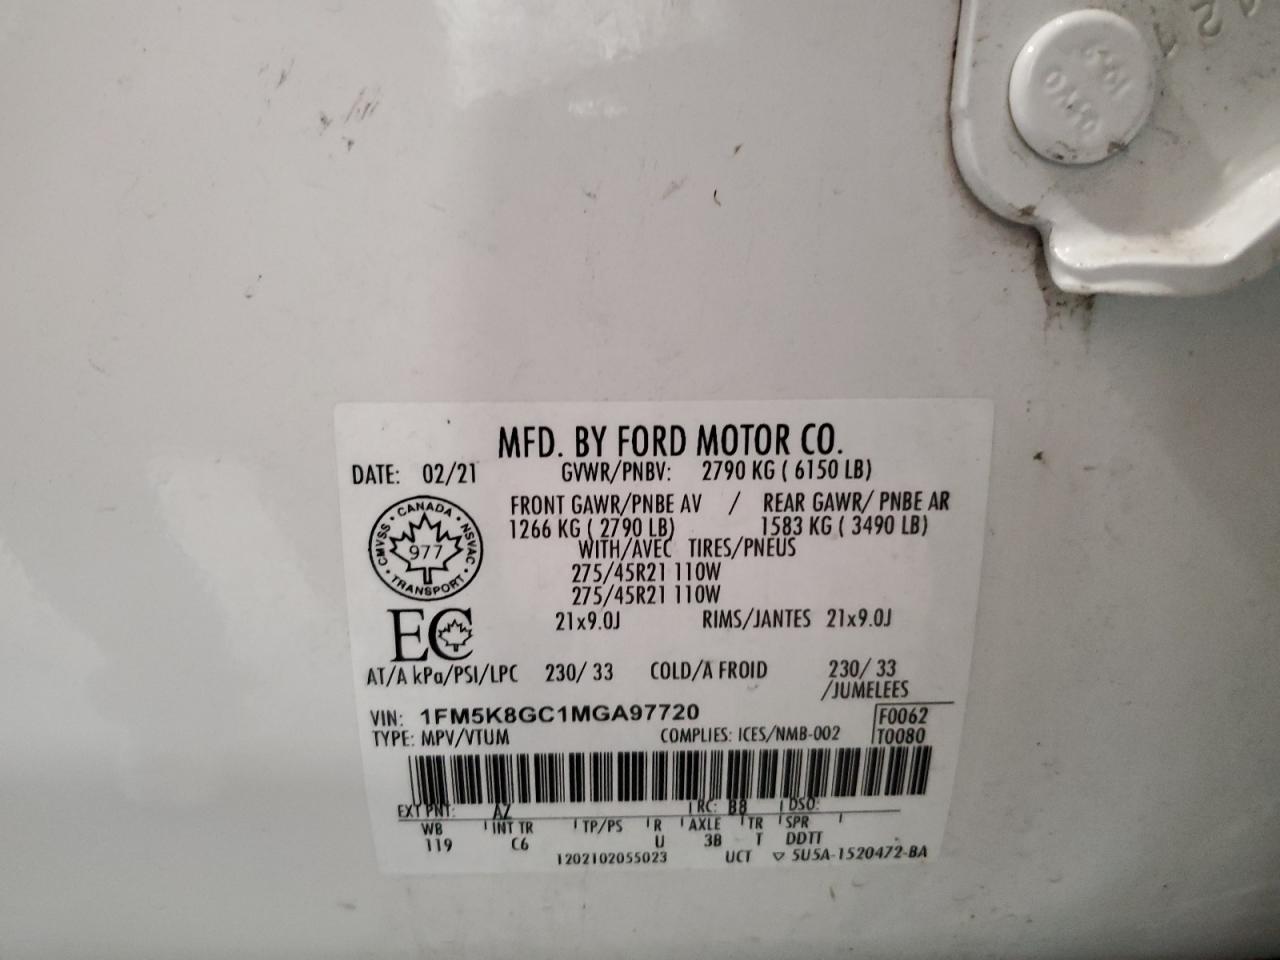 MFD. BY FORD MOTOR CO.
DATE: 02/21 GVWR/PNBV: 2790 KG ( 6150 LB)
FRONT GAWR/PNBE AV / REAR GAWR/ PNBE AR
1266 KG ( 2790 LB) 1583 KG ( 3490 LB)
WITH/AVEC TIRES/PNEUS
275/45R21 110W
275/45R21 110W
21x9.0J RIMS/JANTES 21x9.0J
CANADA
CMVSS 977 NSVAC
TRANSPORT
EC
AT/A kPa/PSI/LPC 230/ 33 COLD/A FROID 230/ 33
/JUMELEES
VIN: 1FM5K8GC1MGA97720 F0062
TYPE: MPV/VTUM COMPLIES: ICES/NMB-002 T0080
EXT PNT: AZ RC: B8 DSO:
WB INT TR TP/PS R AXLE TR SPR
119 C6 U 3B T DDTT
1202102055023 UCT ▽ 5U5A-1520472-BA